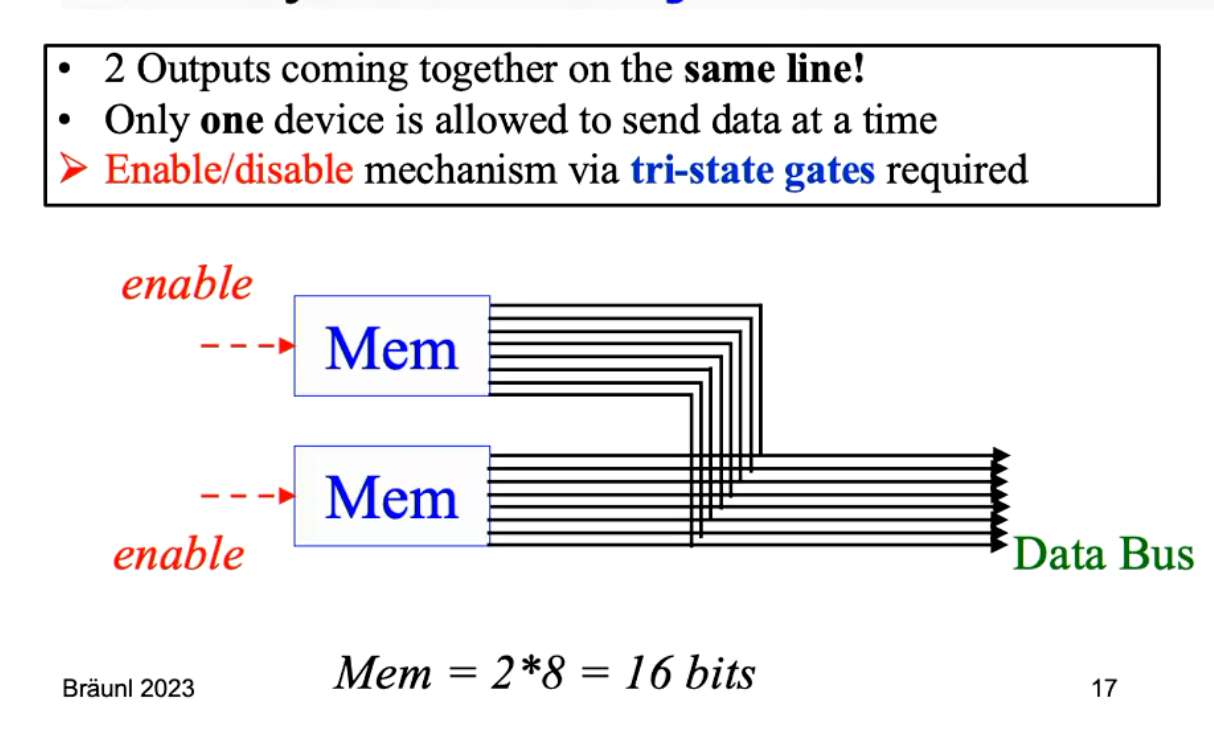 • 2 Outputs coming together on the same line!
• Only one device is allowed to send data at a time
➢ Enable/disable mechanism via tri-state gates required
enable
Mem
Mem
enable
Data Bus
Mem = 2*8 = 16 bits
Bräunl 2023
17